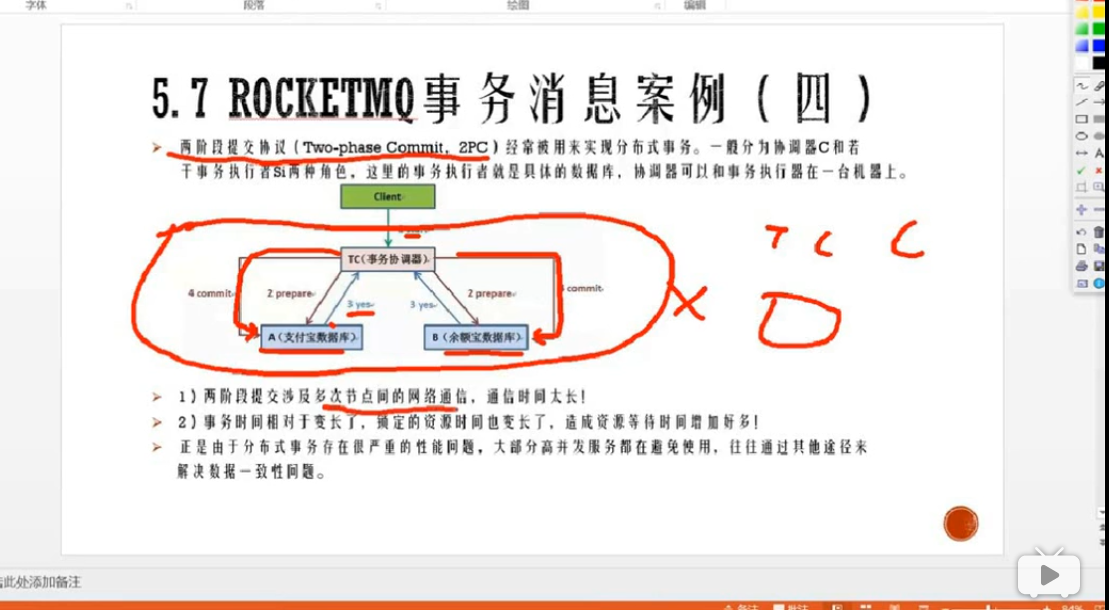 字体
段落
绘图
编辑
5.7 ROCKETMQ事务消息案例（四）
两阶段提交协议（Two-phase Commit，2PC）经常被用来实现分布式事务。一般分为协调器C和若
干事务执行者Si两种角色，这里的事务执行者就是具体的数据库，协调器可以和事务执行器在一台机器上。
Client
TC（事务协调器）
TC C
4 commit
2 prepare
3 yes
3 yes
2 prepare
commit
A（支付宝数据库）
B（余额宝数据库）
1）两阶段提交涉及多次节点间的网络通信，通信时间太长！
2）事务时间相对于变长了，锁定的资源时间也变长了，造成资源等待时间增加好多！
正是由于分布式事务存在很严重的性能问题，大部分高并发服务都在避免使用，往往通过其他途径来
解决数据一致性问题。
此处添加备注
备注
批注